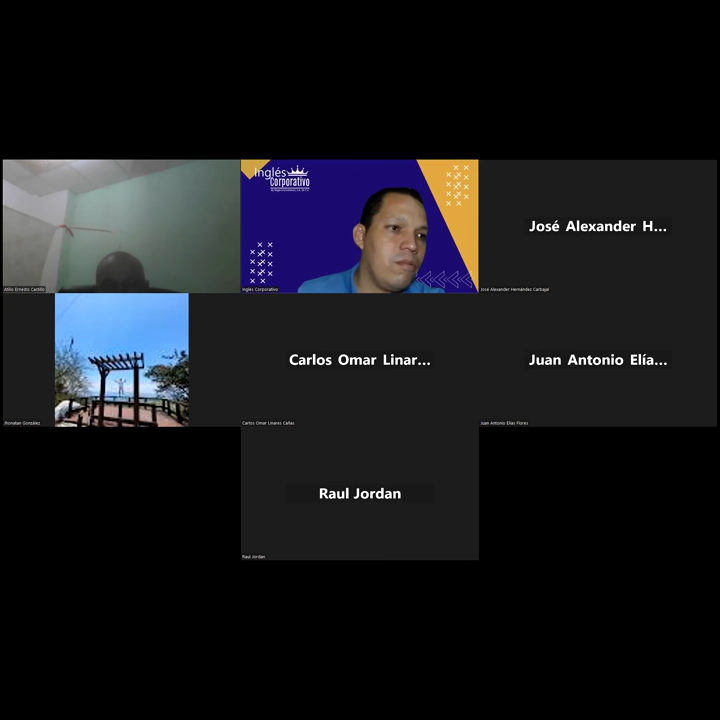 Inglés
Corporativo
José Alexander H...
Atilio Ernesto Castillo
Inglés Corporativo
José Alexander Hernández Carbajal
Carlos Omar Linar...
Juan Antonio Elía...
Jhonatan González
Carlos Omar Linares Cañas
Juan Antonio Elías Flores
Raul Jordan
Raul Jordan